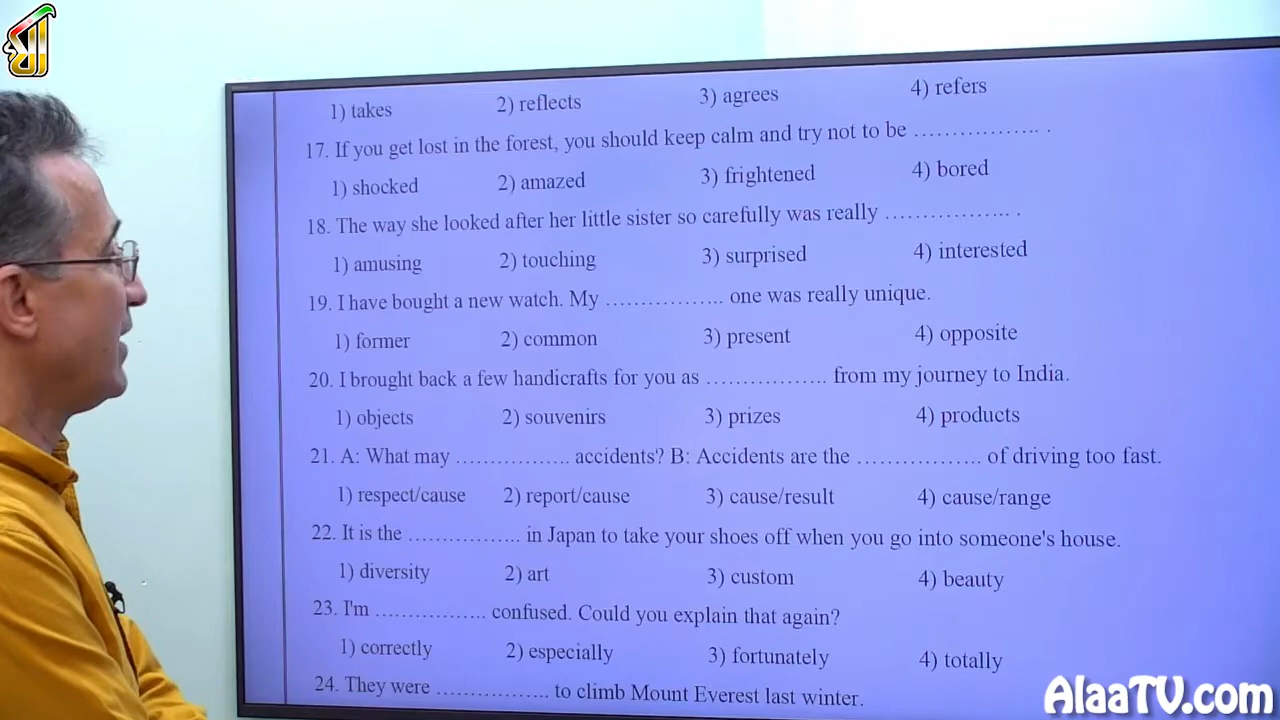 آلاء
1) takes 2) reflects 3) agrees 4) refers
17. If you get lost in the forest, you should keep calm and try not to be ................. .
1) shocked 2) amazed 3) frightened 4) bored
18. The way she looked after her little sister so carefully was really ................. .
1) amusing 2) touching 3) surprised 4) interested
19. I have bought a new watch. My ................. one was really unique.
1) former 2) common 3) present 4) opposite
20. I brought back a few handicrafts for you as ................. from my journey to India.
1) objects 2) souvenirs 3) prizes 4) products
21. A: What may ................. accidents? B: Accidents are the ................. of driving too fast.
1) respect/cause 2) report/cause 3) cause/result 4) cause/range
22. It is the ................. in Japan to take your shoes off when you go into someone's house.
1) diversity 2) art 3) custom 4) beauty
23. I'm ................. confused. Could you explain that again?
1) correctly 2) especially 3) fortunately 4) totally
24. They were ................. to climb Mount Everest last winter.
AlaaTV.com